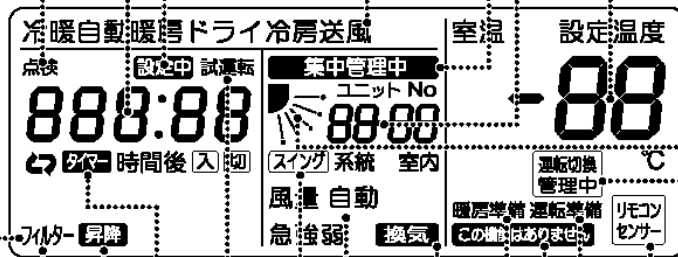 冷暖自動暖房ドライ冷房送風 室温 設定温度
点検 設定中 試運転 集中管理中
ユニット No
888:88 88-00 -88
タイマー 時間後 入 切 スイング 系統 室内 運転切換 ℃
管理中
風量 自動
暖房準備 運転準備 リモコン
フィルター 昇降 急強弱 換気 この機能はありません センサー